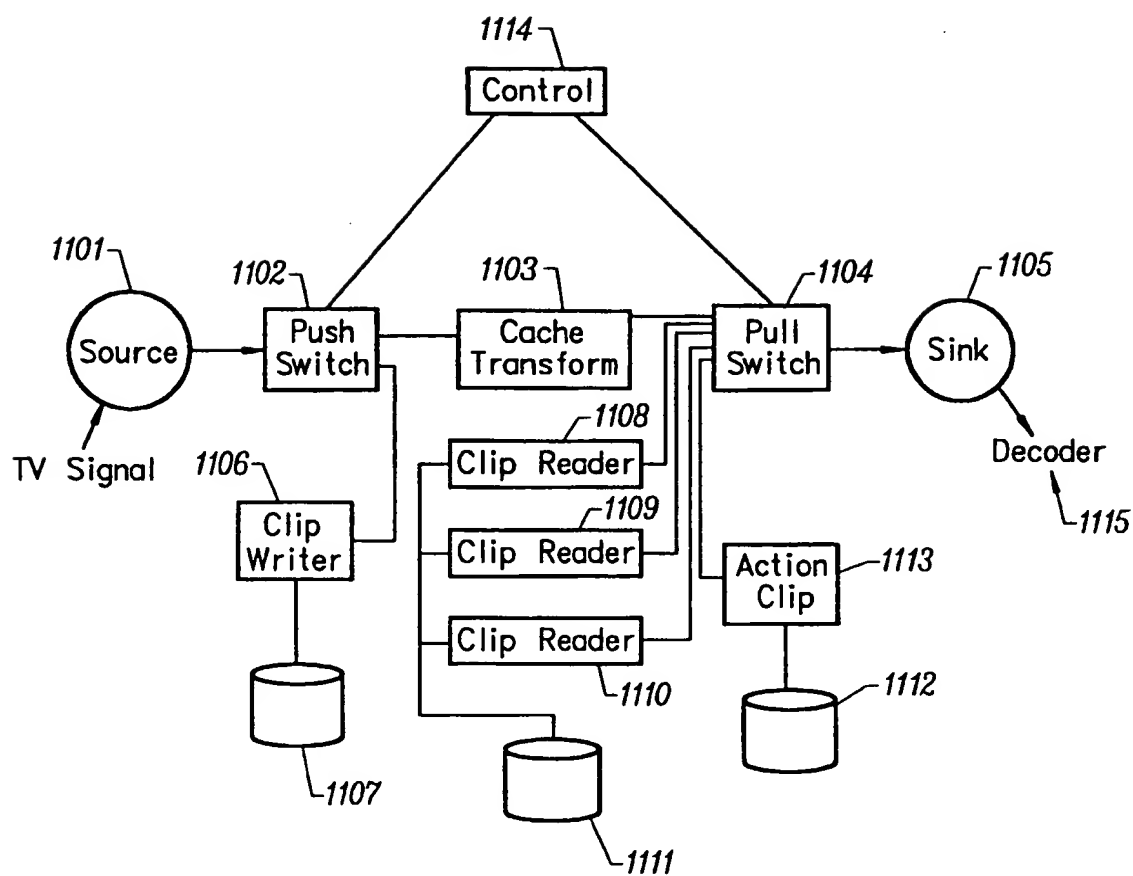 1114
Control
1101
1102
1103
1104
1105
Source
Push
Switch
Cache
Transform
Pull
Switch
Sink
TV Signal
1106
1108
Clip Reader
Decoder
1109
1115
Clip
Writer
Clip Reader
Action
Clip
1113
Clip Reader
1110
1112
1107
1111